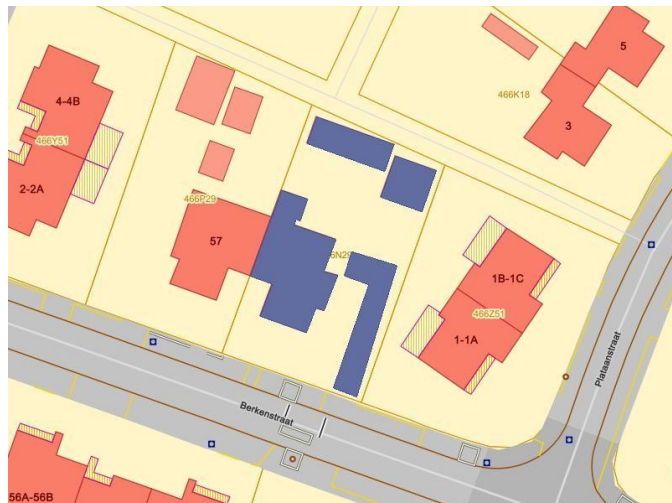 5
466K18
3
4-4B
466Y51
2-2A
466P29
57
1B-1C
466Z51
1-1A
Plataanstraat
Berkenstraat
56A-56B